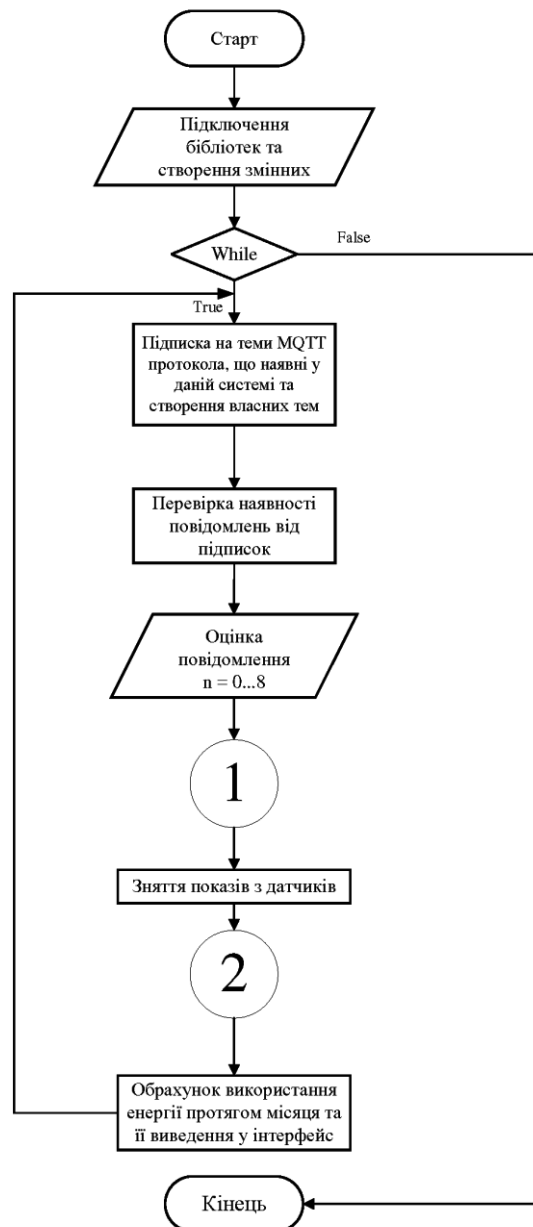 Старт
Підключення
бібліотек та
створення змінних
While
False
True
Підписка на теми MQTT
протокола, що наявні у
даній системі та
створення власних тем
Перевірка наявності
повідомлень від
підписок
Оцінка
повідомлення
n = 0...8
1
Зняття показів з датчиків
2
Обрахунок використання
енергії протягом місяця та
її виведення у інтерфейс
Кінець